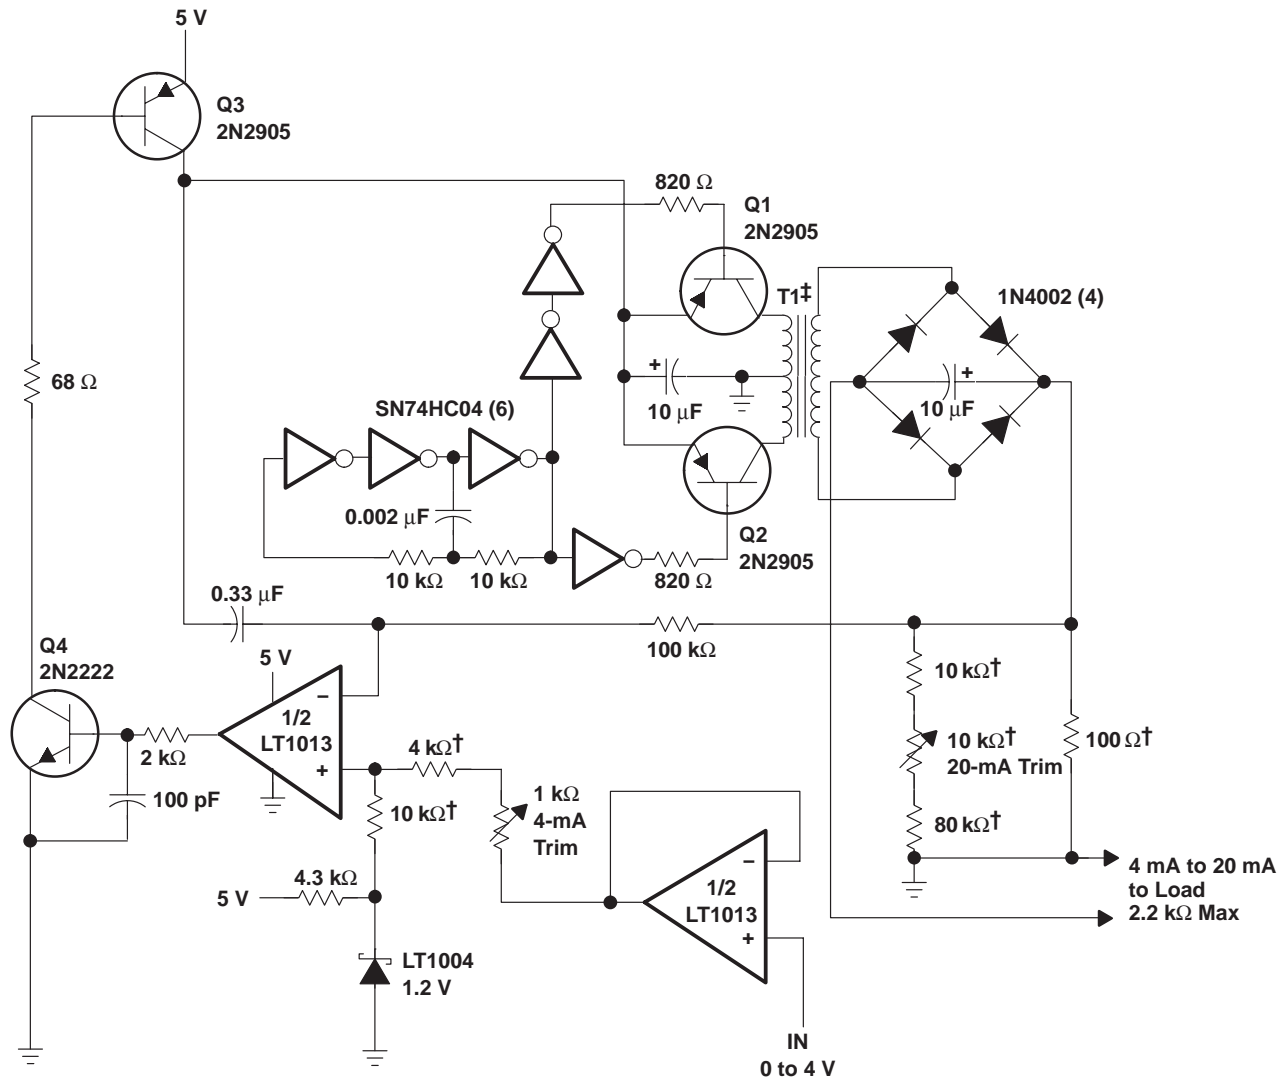 5 V
Q3
2N2905
820 Ω
Q1
2N2905
T1‡
1N4002 (4)
68 Ω
+
10 μF
+
10 μF
SN74HC04 (6)
0.002 μF
10 kΩ
10 kΩ
820 Ω
Q2
2N2905
0.33 μF
100 kΩ
Q4
2N2222
5 V
10 kΩ†
–
1/2
LT1013
+
2 kΩ
100 pF
4 kΩ†
10 kΩ†
20-mA Trim
100 Ω†
10 kΩ†
1 kΩ
4-mA
Trim
80 kΩ†
5 V
4.3 kΩ
–
1/2
LT1013
+
4 mA to 20 mA
to Load
2.2 kΩ Max
LT1004
1.2 V
IN
0 to 4 V